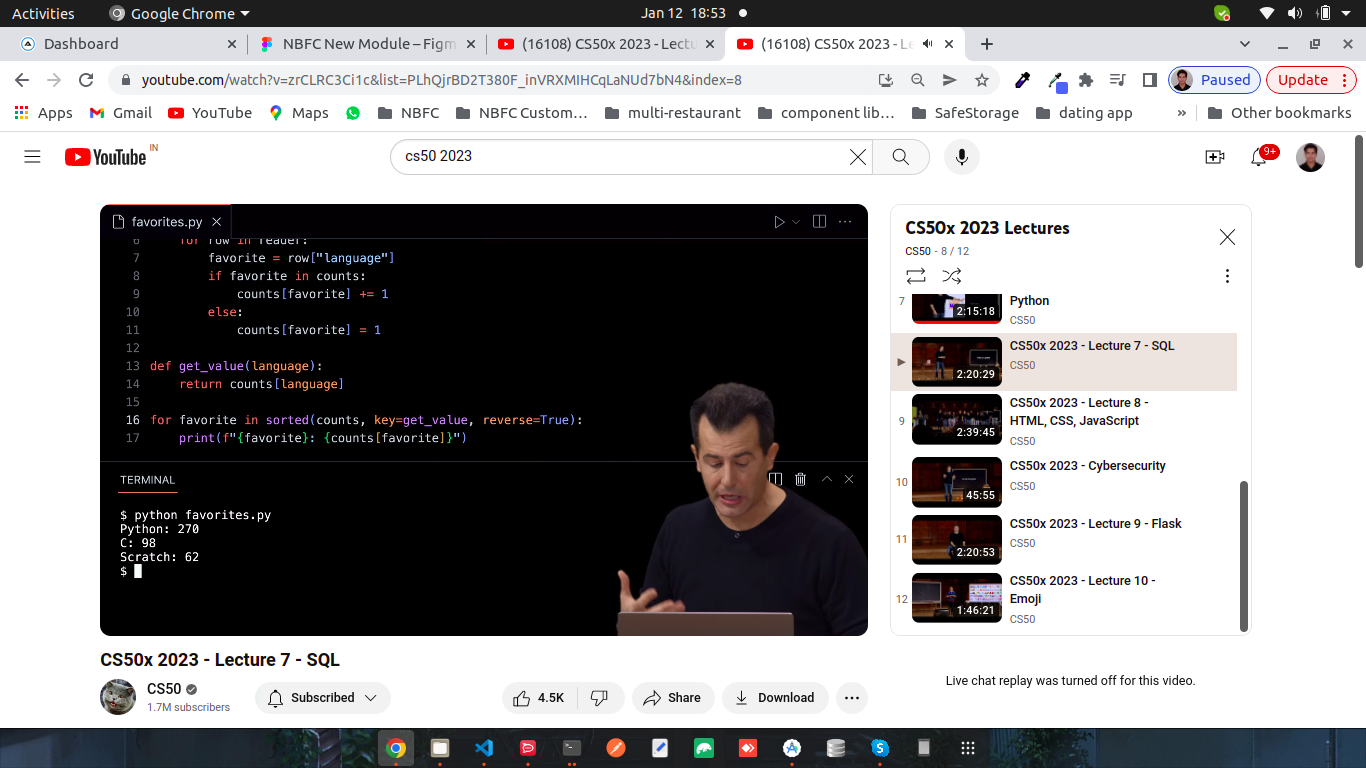 Activities
Google Chrome
Jan 12 18:53
Dashboard
NBFC New Module – Figm
(16108) CS50x 2023 - Lectu
(16108) CS50x 2023 - Le
youtube.com/watch?v=zrCLRC3Ci1c&list=PLhQjrBD2T380F_inVRXMIHCqLaNUd7bN4&index=8
Paused
Update
Apps
Gmail
YouTube
Maps
NBFC
NBFC Custom…
multi-restaurant
component lib…
SafeStorage
dating app
»
Other bookmarks
YouTube IN
cs50 2023
9+
favorites.py
6 for row in reader:
7 favorite = row["language"]
8 if favorite in counts:
9 counts[favorite] += 1
10 else:
11 counts[favorite] = 1
12
13 def get_value(language):
14 return counts[language]
15
16 for favorite in sorted(counts, key=get_value, reverse=True):
17 print(f"{favorite}: {counts[favorite]}")
TERMINAL
$ python favorites.py
Python: 270
C: 98
Scratch: 62
$
CS50x 2023 Lectures
CS50 - 8 / 12
7
2:15:18
Python
CS50
2:20:29
CS50x 2023 - Lecture 7 - SQL
CS50
9
2:39:45
CS50x 2023 - Lecture 8 -
HTML, CSS, JavaScript
CS50
10
45:55
CS50x 2023 - Cybersecurity
CS50
11
2:20:53
CS50x 2023 - Lecture 9 - Flask
CS50
12
1:46:21
CS50x 2023 - Lecture 10 -
Emoji
CS50
CS50x 2023 - Lecture 7 - SQL
CS50
1.7M subscribers
Subscribed
4.5K
Share
Download
Live chat replay was turned off for this video.